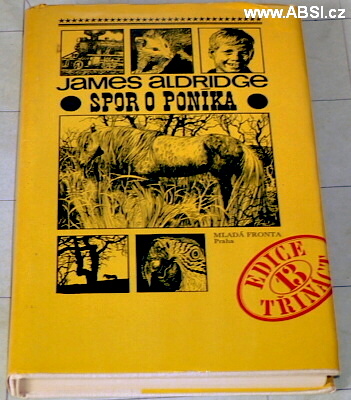 www.ABSI.cz
JAMES aLDRIDGE
SPOR O PONÍKA
MLADÁ FRONTA
Praha
EDICE
13
TŘINÁCT